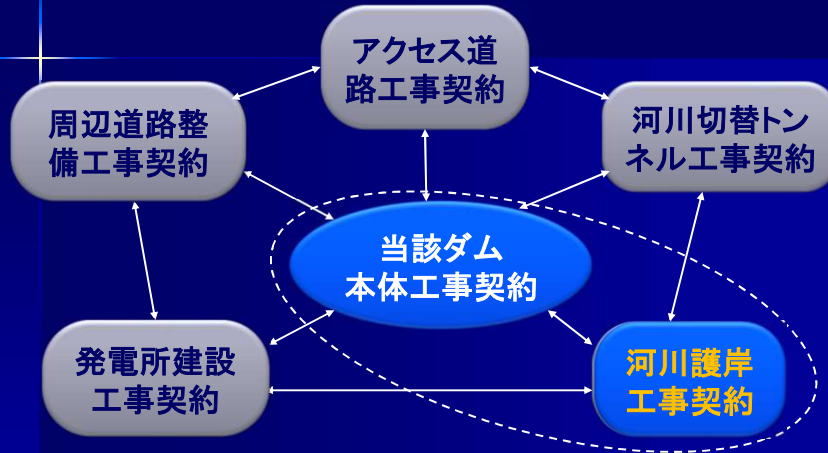 アクセス道
路工事契約
周辺道路整
備工事契約
河川切替トン
ネル工事契約
当該ダム
本体工事契約
発電所建設
工事契約
河川護岸
工事契約